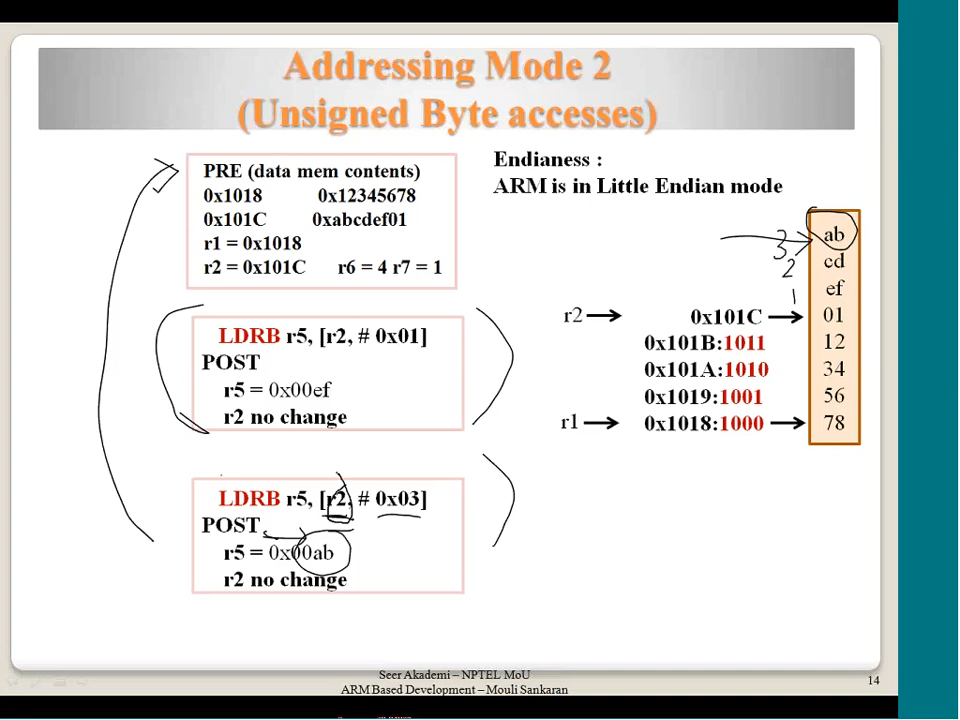 Addressing Mode 2
(Unsigned Byte accesses)
PRE (data mem contents)
0x1018 0x12345678
0x101C 0xabcdef01
r1 = 0x1018
r2 = 0x101C r6 = 4 r7 = 1
LDRB r5, [r2, # 0x01]
POST
r5 = 0x00ef
r2 no change
LDRB r5, [r2, # 0x03]
POST
r5 = 0x00ab
r2 no change
Endianess :
ARM is in Little Endian mode
3 ab
2 cd
1 ef
r2 0x101C 01
0x101B:1011 12
0x101A:1010 34
0x1019:1001 56
r1 0x1018:1000 78
Seer Akademi – NPTEL MoU
ARM Based Development – Mouli Sankaran
14